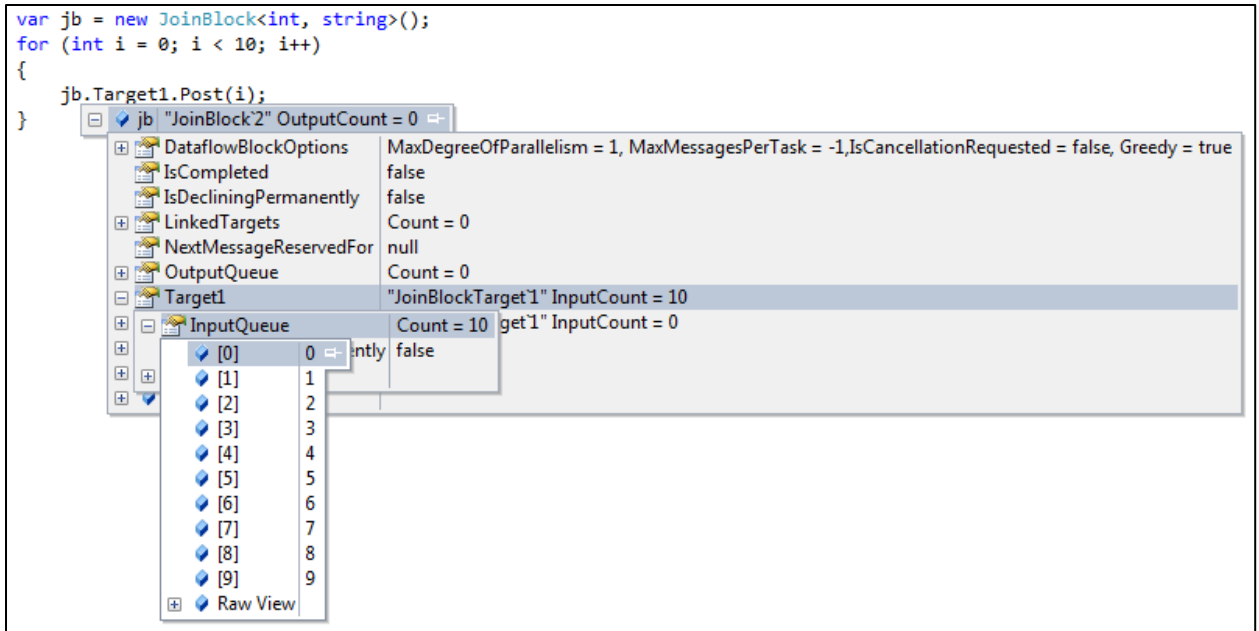 var jb = new JoinBlock<int, string>();
for (int i = 0; i < 10; i++)
{
jb.Target1.Post(i);
}
jb "JoinBlock`2" OutputCount = 0
DataflowBlockOptions MaxDegreeOfParallelism = 1, MaxMessagesPerTask = -1,IsCancellationRequested = false, Greedy = true
IsCompleted false
IsDecliningPermanently false
LinkedTargets Count = 0
NextMessageReservedFor null
OutputQueue Count = 0
Target1 "JoinBlockTarget`1" InputCount = 10
InputQueue Count = 10 get`1" InputCount = 0
[0] 0 ently false
[1] 1
[2] 2
[3] 3
[4] 4
[5] 5
[6] 6
[7] 7
[8] 8
[9] 9
Raw View